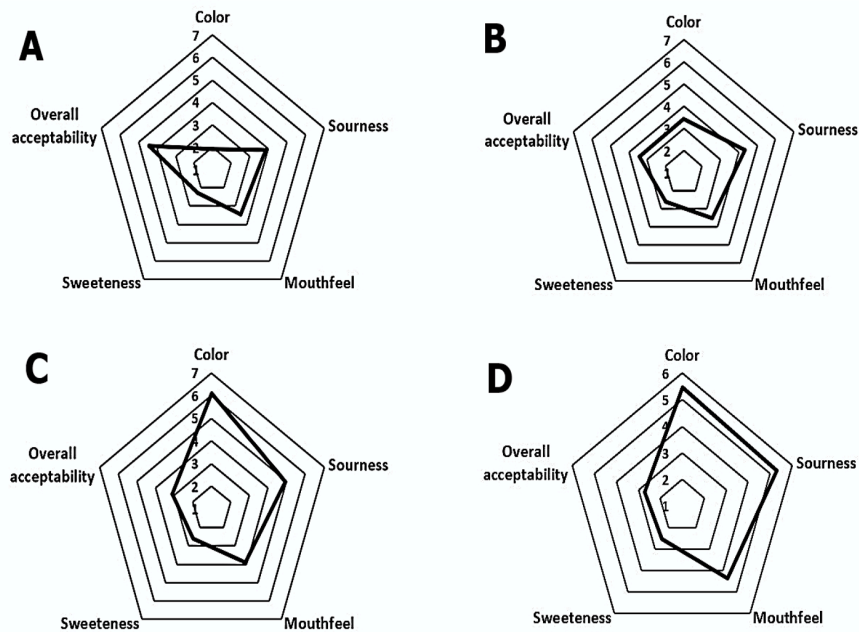 A
Color
7
6
5
4
3
2
1
Sourness
Mouthfeel
Sweeteness
Overall
acceptability
B
Color
7
6
5
4
3
2
1
Sourness
Mouthfeel
Sweeteness
Overall
acceptability
C
Color
7
6
5
4
3
2
1
Sourness
Mouthfeel
Sweeteness
Overall
acceptability
D
Color
6
5
4
3
2
1
Sourness
Mouthfeel
Sweeteness
Overall
acceptability